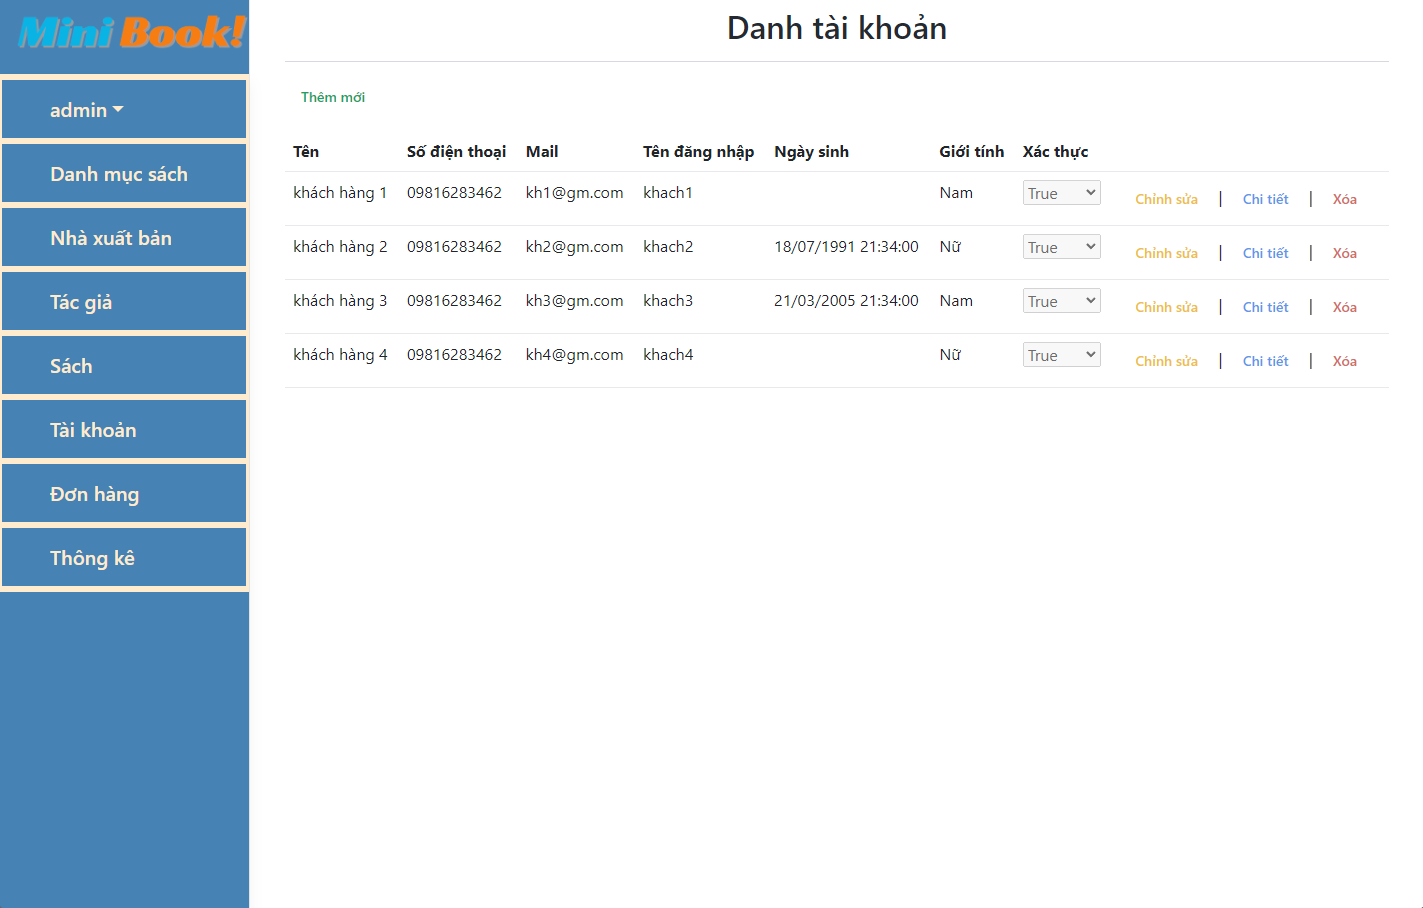 Mini Book!
admin
Danh mục sách
Nhà xuất bản
Tác giả
Sách
Tài khoản
Đơn hàng
Thông kê
Danh tài khoản
Thêm mới
Tên Số điện thoại Mail Tên đăng nhập Ngày sinh Giới tính Xác thực
khách hàng 1 09816283462 kh1@gm.com khach1 Nam True Chỉnh sửa | Chi tiết | Xóa
khách hàng 2 09816283462 kh2@gm.com khach2 18/07/1991 21:34:00 Nữ True Chỉnh sửa | Chi tiết | Xóa
khách hàng 3 09816283462 kh3@gm.com khach3 21/03/2005 21:34:00 Nam True Chỉnh sửa | Chi tiết | Xóa
khách hàng 4 09816283462 kh4@gm.com khach4 Nữ True Chỉnh sửa | Chi tiết | Xóa